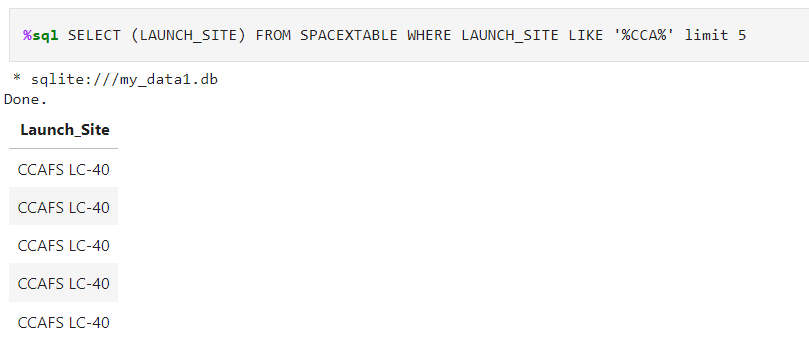 %sql SELECT (LAUNCH_SITE) FROM SPACEXTABLE WHERE LAUNCH_SITE LIKE '%CCA%' limit 5
* sqlite:///my_data1.db
Done.
Launch_Site
CCAFS LC-40
CCAFS LC-40
CCAFS LC-40
CCAFS LC-40
CCAFS LC-40